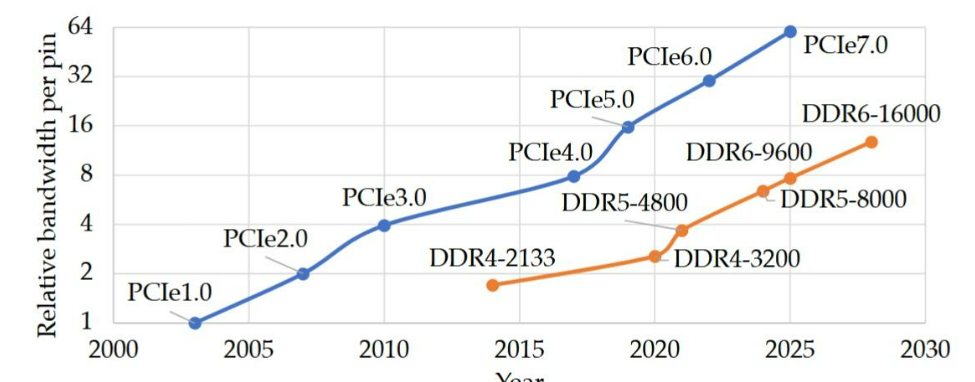 Relative bandwidth per pin
64
32
16
8
4
2
1
PCIe7.0
PCIe6.0
PCIe5.0
DDR6-16000
PCIe4.0
DDR6-9600
PCIe3.0
DDR5-4800
DDR5-8000
PCIe2.0
DDR4-2133
DDR4-3200
PCIe1.0
2000 2005 2010 2015 2020 2025 2030
Year